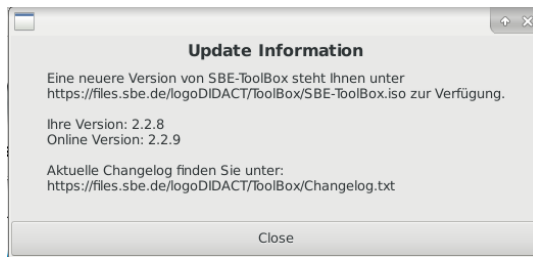 Update Information
Eine neuere Version von SBE-ToolBox steht Ihnen unter
https://files.sbe.de/logoDIDACT/ToolBox/SBE-ToolBox.iso zur Verfügung.
Ihre Version: 2.2.8
Online Version: 2.2.9
Aktuelle Changelog finden Sie unter:
https://files.sbe.de/logoDIDACT/ToolBox/Changelog.txt
Close